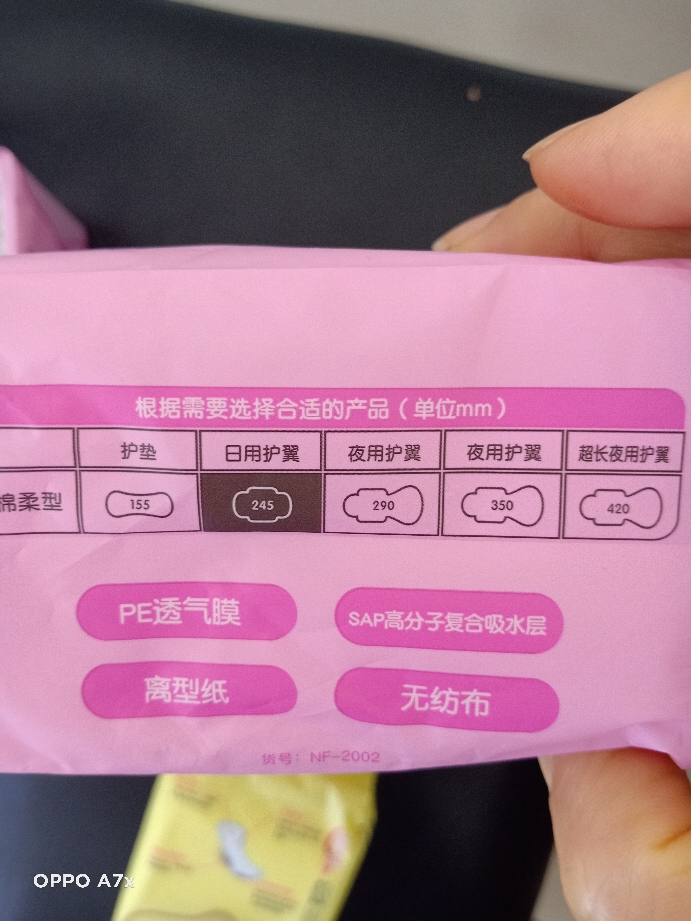 根据需要选择合适的产品（单位mm）
护垫 日用护翼 夜用护翼 夜用护翼 超长夜用护翼
棉柔型 155 245 290 350 420
PE透气膜 SAP高分子复合吸水层
离型纸 无纺布
货号：NF-2002
OPPO A7x